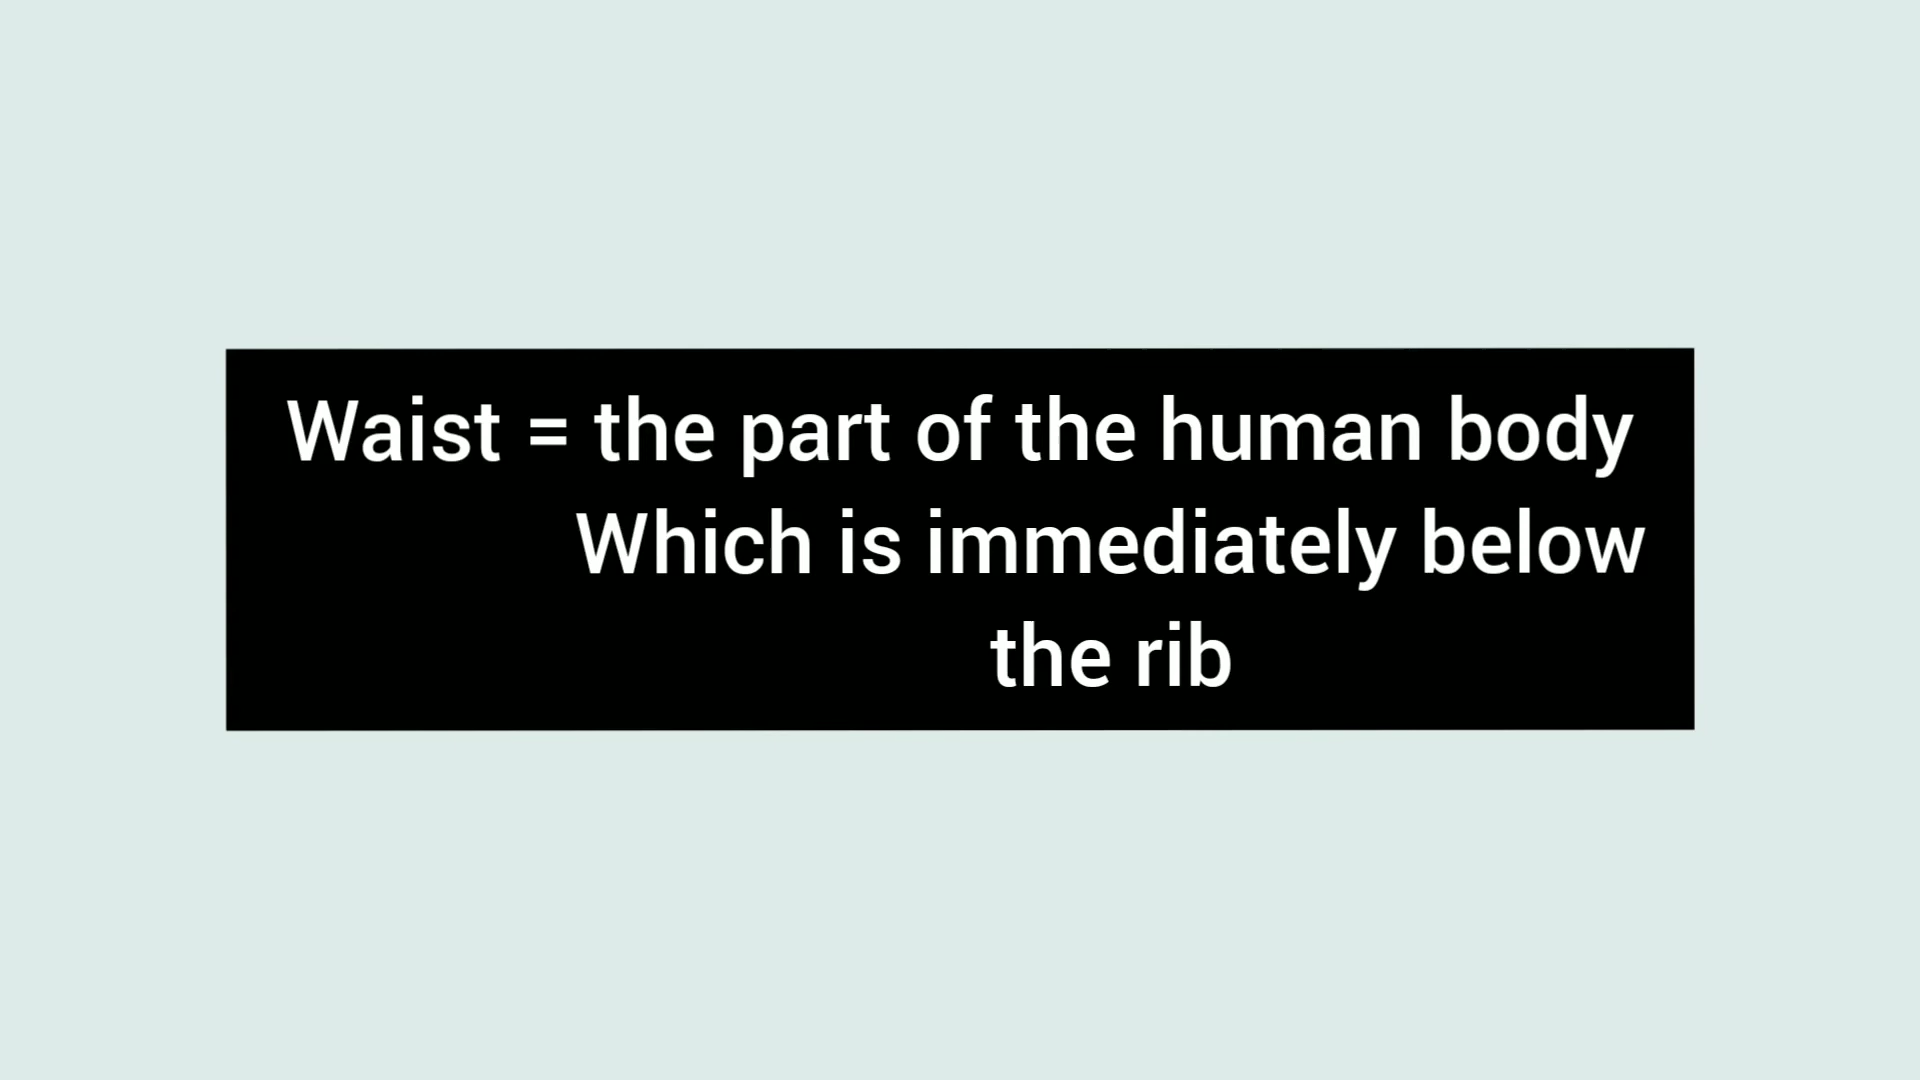 Waist = the part of the human body
Which is immediately below
the rib